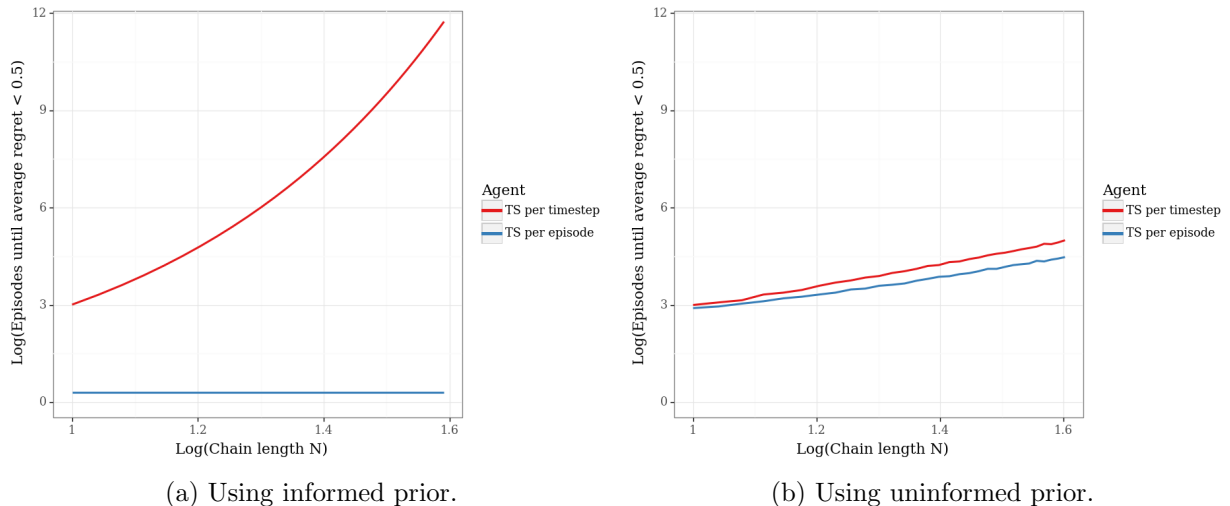 Log(Episodes until average regret < 0.5)
12
9
6
3
0
1
1.2
1.4
1.6
Log(Chain length N)
Agent
TS per timestep
TS per episode
(a) Using informed prior.
Log(Episodes until average regret < 0.5)
12
9
6
3
0
1
1.2
1.4
1.6
Log(Chain length N)
Agent
TS per timestep
TS per episode
(b) Using uninformed prior.